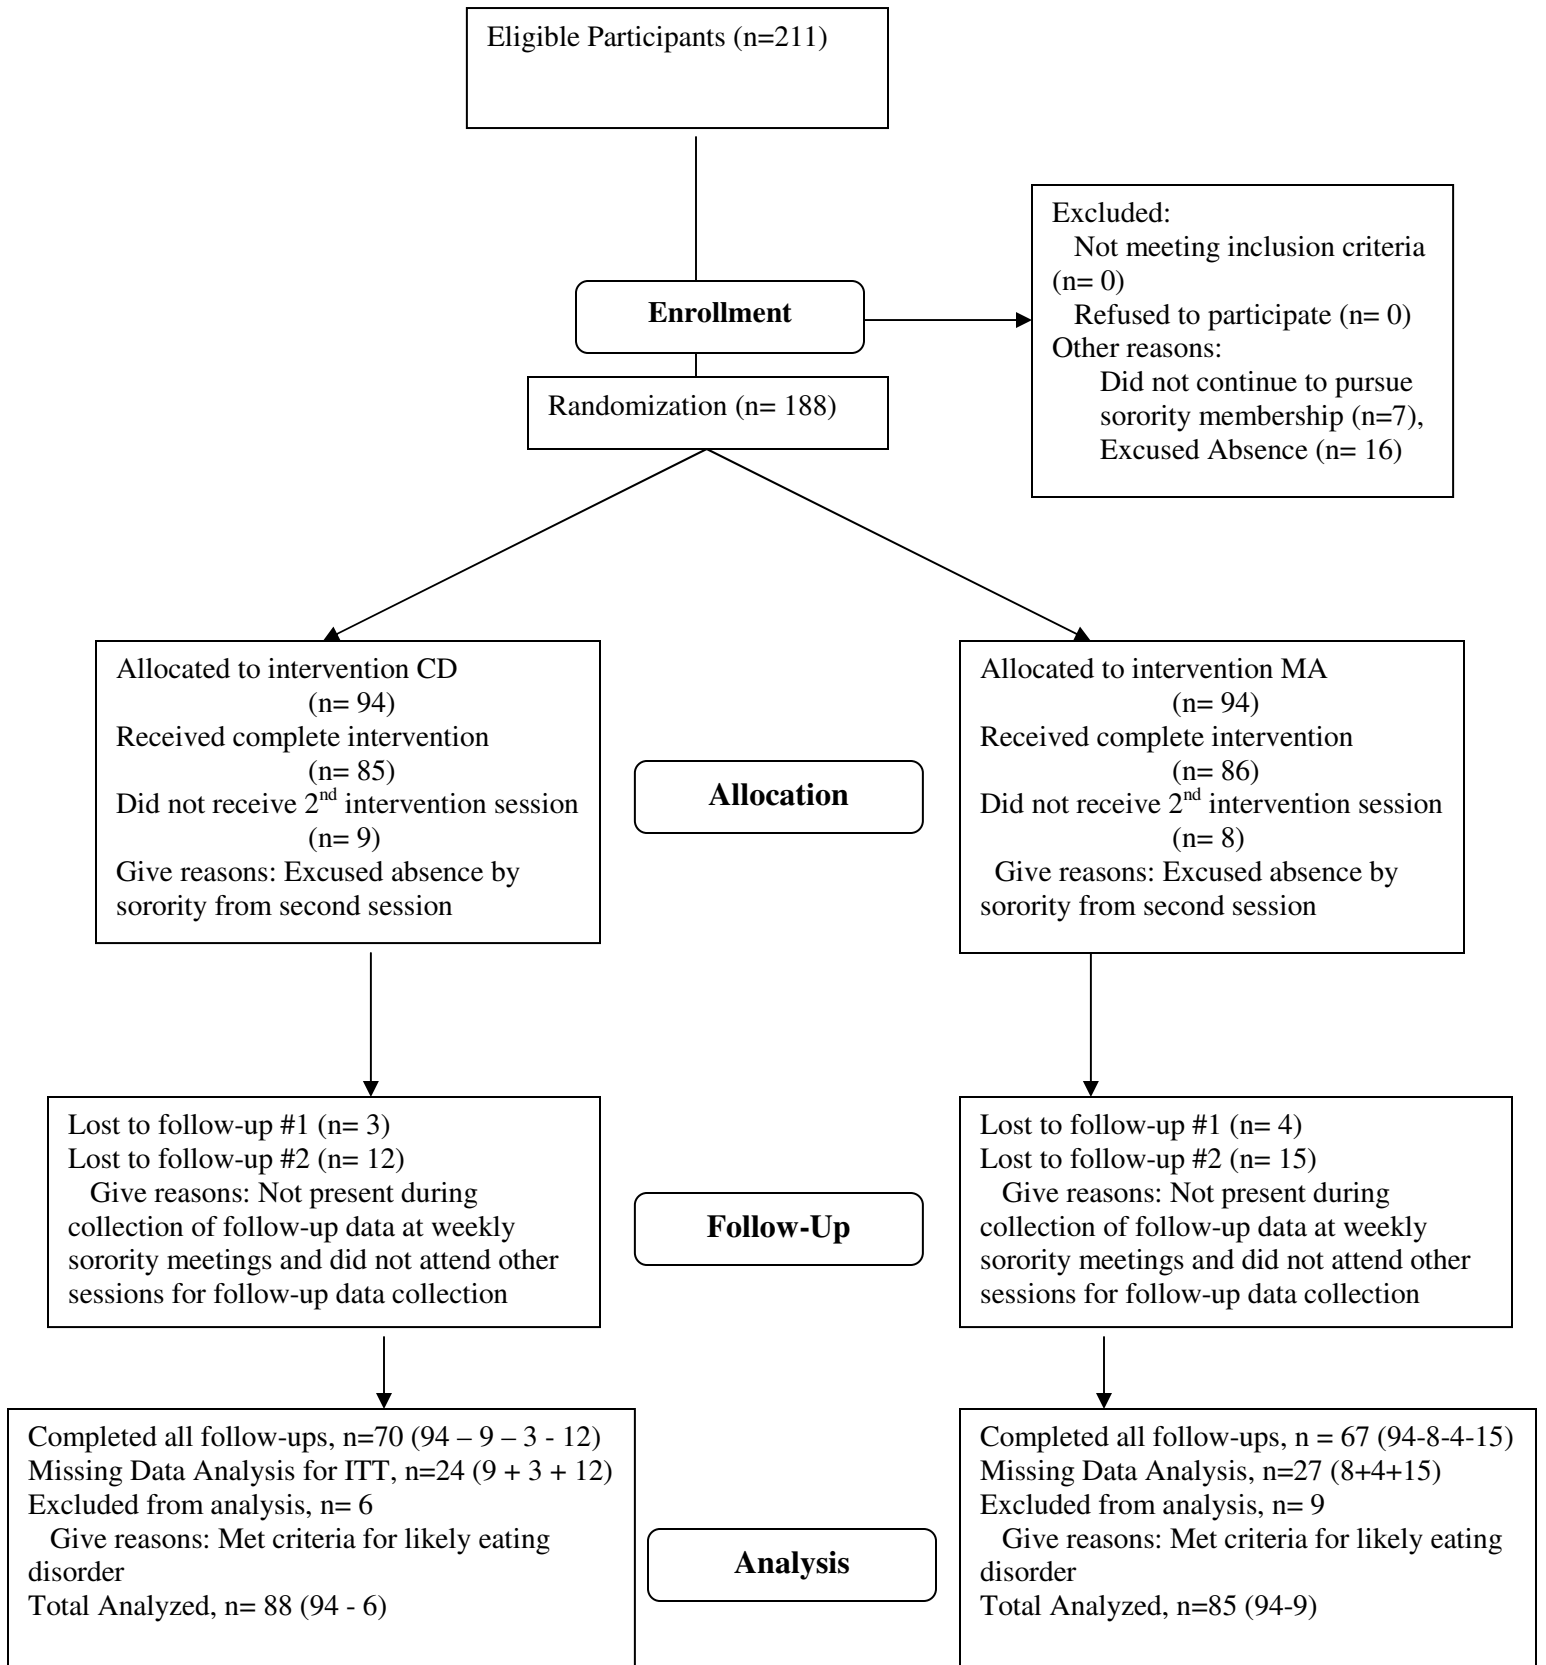 Eligible Participants (n=211)
Excluded:
Not meeting inclusion criteria
(n= 0)
Refused to participate (n= 0)
Other reasons:
Did not continue to pursue
sorority membership (n=7),
Excused Absence (n= 16)
Enrollment
Randomization (n= 188)
Allocated to intervention CD
(n= 94)
Received complete intervention
(n= 85)
Did not receive 2nd intervention session
(n= 9)
Give reasons: Excused absence by
sorority from second session
Allocation
Allocated to intervention MA
(n= 94)
Received complete intervention
(n= 86)
Did not receive 2nd intervention session
(n= 8)
Give reasons: Excused absence by
sorority from second session
Lost to follow-up #1 (n= 3)
Lost to follow-up #2 (n= 12)
Give reasons: Not present during
collection of follow-up data at weekly
sorority meetings and did not attend other
sessions for follow-up data collection
Follow-Up
Lost to follow-up #1 (n= 4)
Lost to follow-up #2 (n= 15)
Give reasons: Not present during
collection of follow-up data at weekly
sorority meetings and did not attend other
sessions for follow-up data collection
Completed all follow-ups, n=70 (94 – 9 – 3 - 12)
Missing Data Analysis for ITT, n=24 (9 + 3 + 12)
Excluded from analysis, n= 6
Give reasons: Met criteria for likely eating
disorder
Total Analyzed, n= 88 (94 - 6)
Analysis
Completed all follow-ups, n = 67 (94-8-4-15)
Missing Data Analysis, n=27 (8+4+15)
Excluded from analysis, n= 9
Give reasons: Met criteria for likely eating
disorder
Total Analyzed, n=85 (94-9)